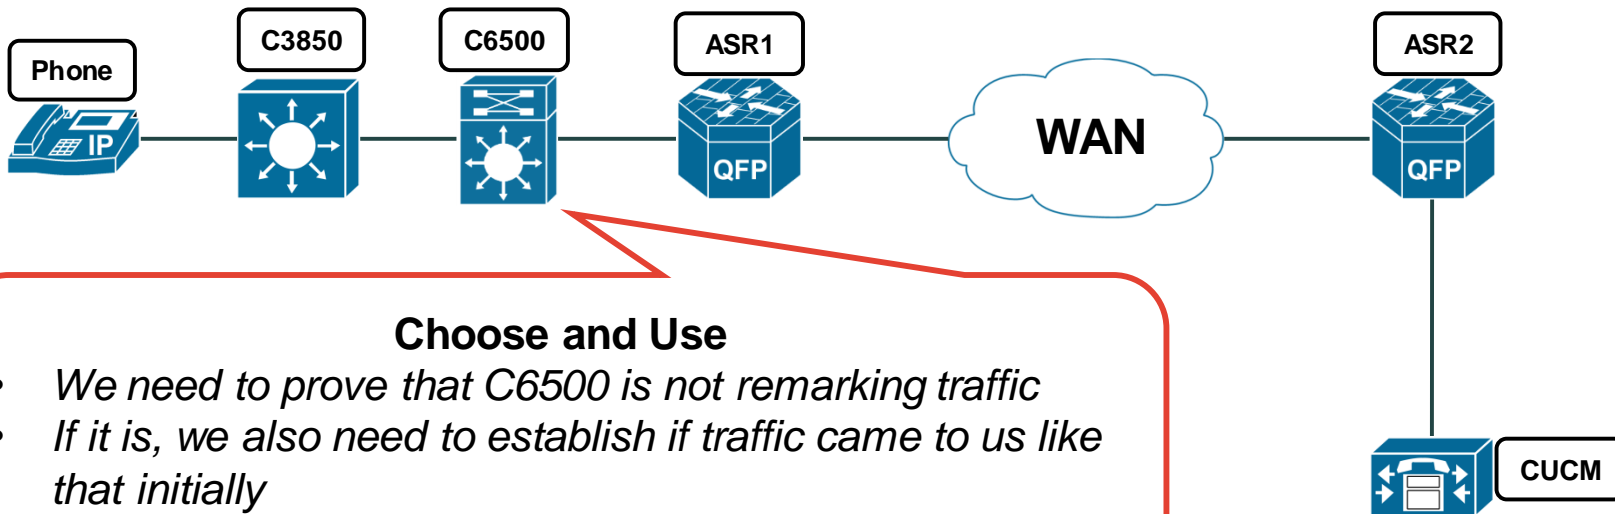 Phone
C3850
C6500
ASR1
ASR2
IP
QFP
WAN
QFP
Choose and Use
• We need to prove that C6500 is not remarking traffic
• If it is, we also need to establish if traffic came to us like
that initially
CUCM